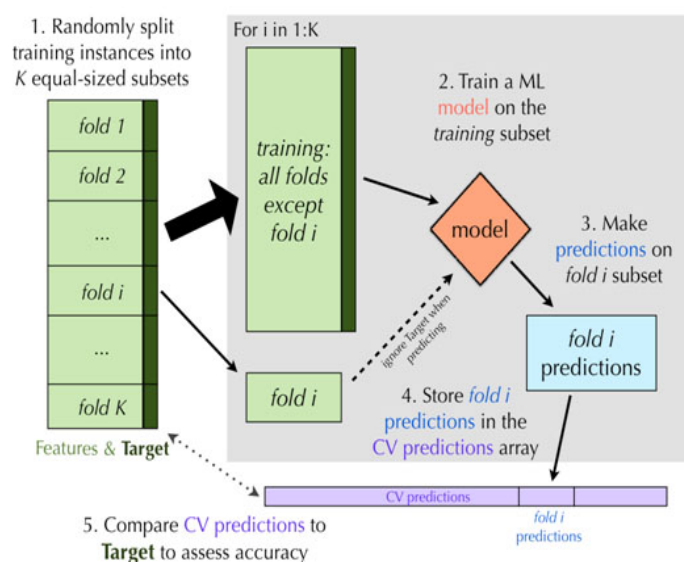 1. Randomly split
training instances into
K equal-sized subsets
fold 1
fold 2
...
fold i
...
fold K
Features & Target
For i in 1:K
training:
all folds
except
fold i
fold i
2. Train a ML
model on the
training subset
model
ignore Target when
predicting
3. Make
predictions on
fold i subset
fold i
predictions
4. Store fold i
predictions in the
CV predictions array
CV predictions
fold i
predictions
5. Compare CV predictions to
Target to assess accuracy